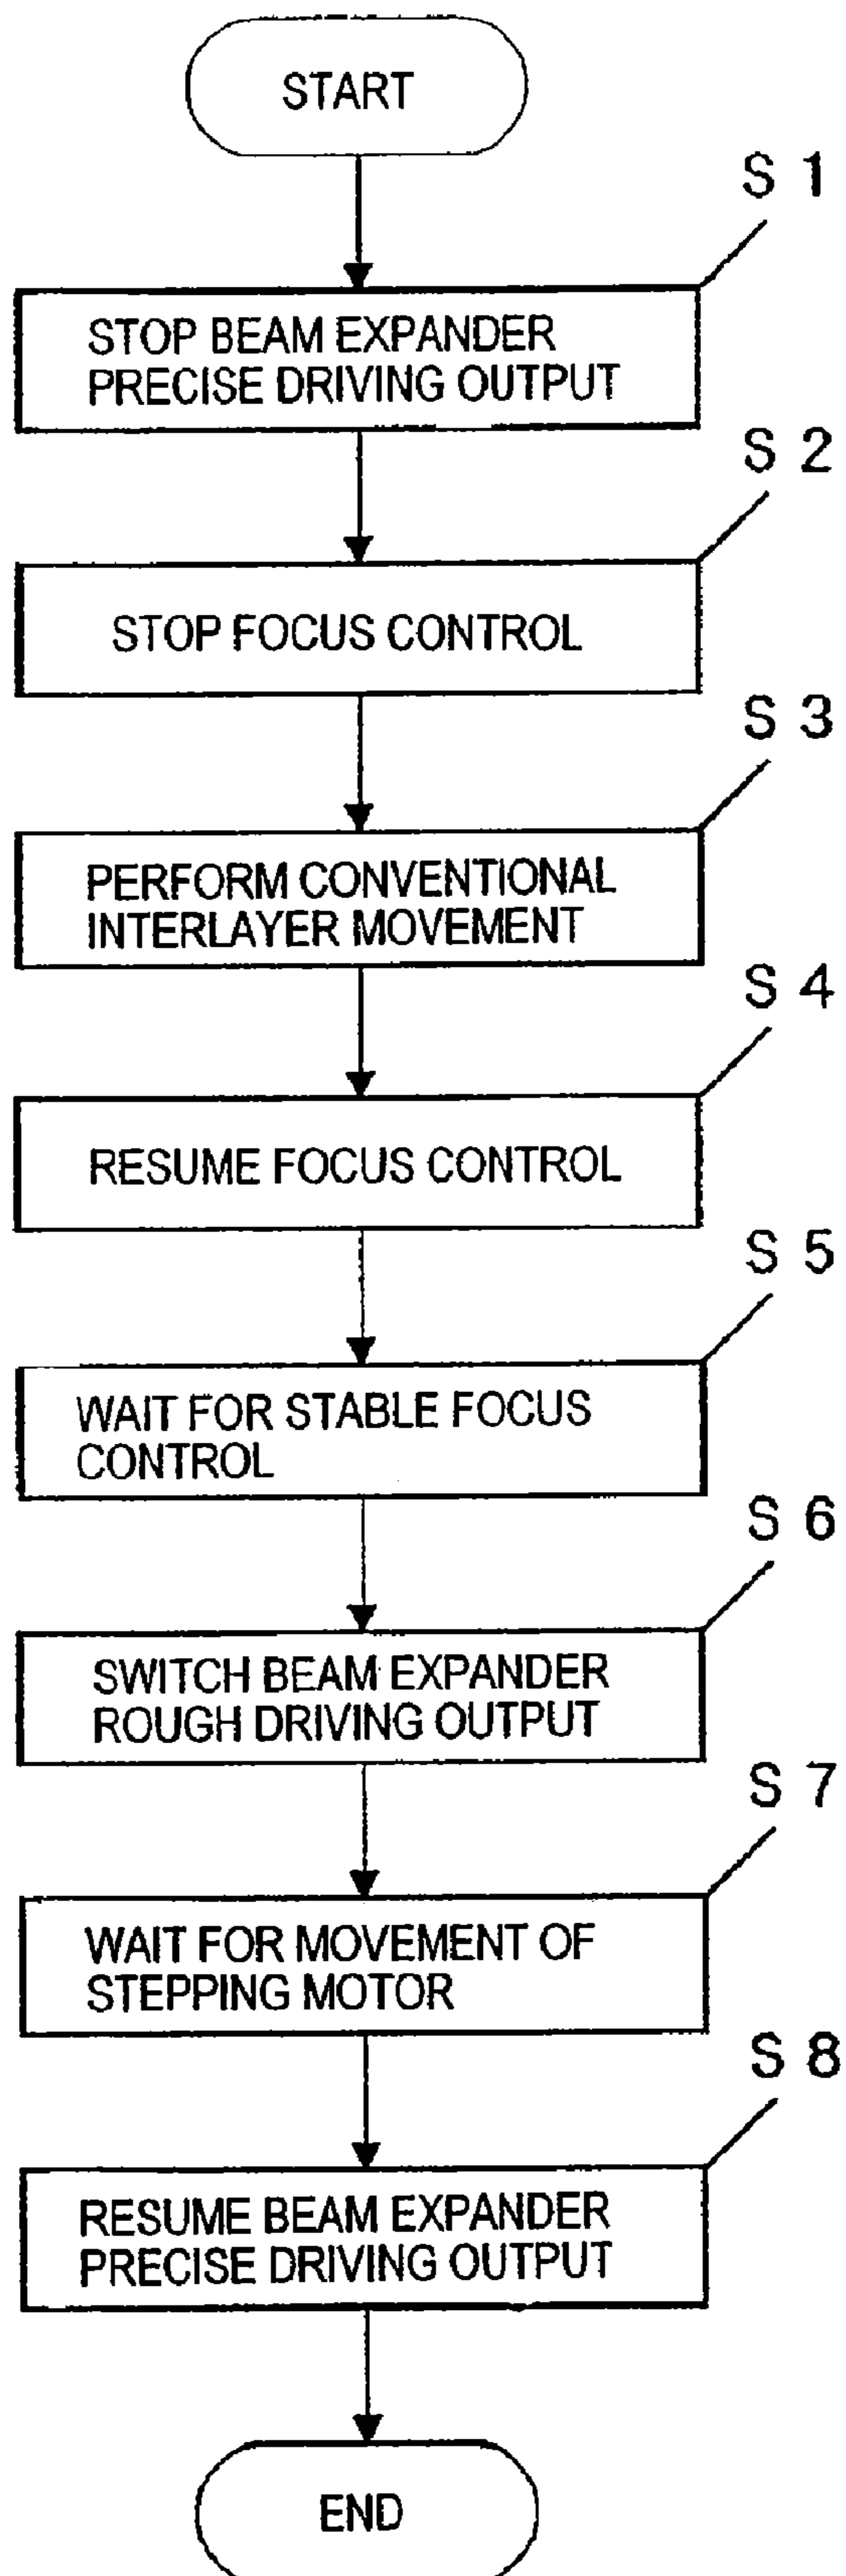 START
S 1
STOP BEAM EXPANDER
PRECISE DRIVING OUTPUT
S 2
STOP FOCUS CONTROL
S 3
PERFORM CONVENTIONAL
INTERLAYER MOVEMENT
S 4
RESUME FOCUS CONTROL
S 5
WAIT FOR STABLE FOCUS
CONTROL
S 6
SWITCH BEAM EXPANDER
ROUGH DRIVING OUTPUT
S 7
WAIT FOR MOVEMENT OF
STEPPING MOTOR
S 8
RESUME BEAM EXPANDER
PRECISE DRIVING OUTPUT
END